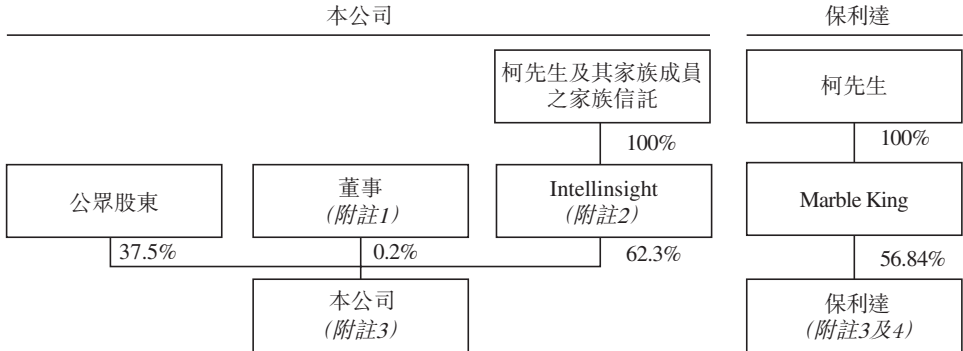 本公司
保利達
柯先生及其家族成員
之家族信託
柯先生
100%
100%
公眾股東
董事
(附註1)
Intellinsight
(附註2)
Marble King
37.5%
0.2%
62.3%
56.84%
本公司
(附註3)
保利達
(附註3及4)